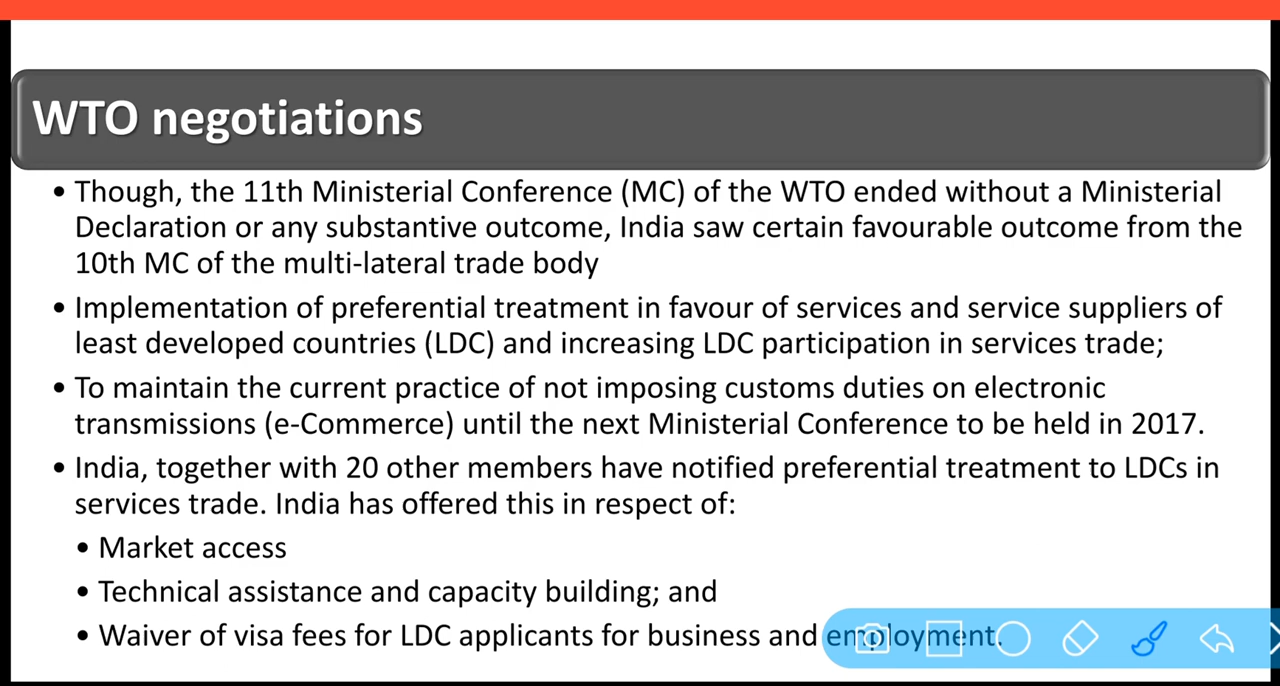 WTO negotiations
• Though, the 11th Ministerial Conference (MC) of the WTO ended without a Ministerial
Declaration or any substantive outcome, India saw certain favourable outcome from the
10th MC of the multi-lateral trade body
• Implementation of preferential treatment in favour of services and service suppliers of
least developed countries (LDC) and increasing LDC participation in services trade;
• To maintain the current practice of not imposing customs duties on electronic
transmissions (e-Commerce) until the next Ministerial Conference to be held in 2017.
• India, together with 20 other members have notified preferential treatment to LDCs in
services trade. India has offered this in respect of:
• Market access
• Technical assistance and capacity building; and
• Waiver of visa fees for LDC applicants for business and employment.